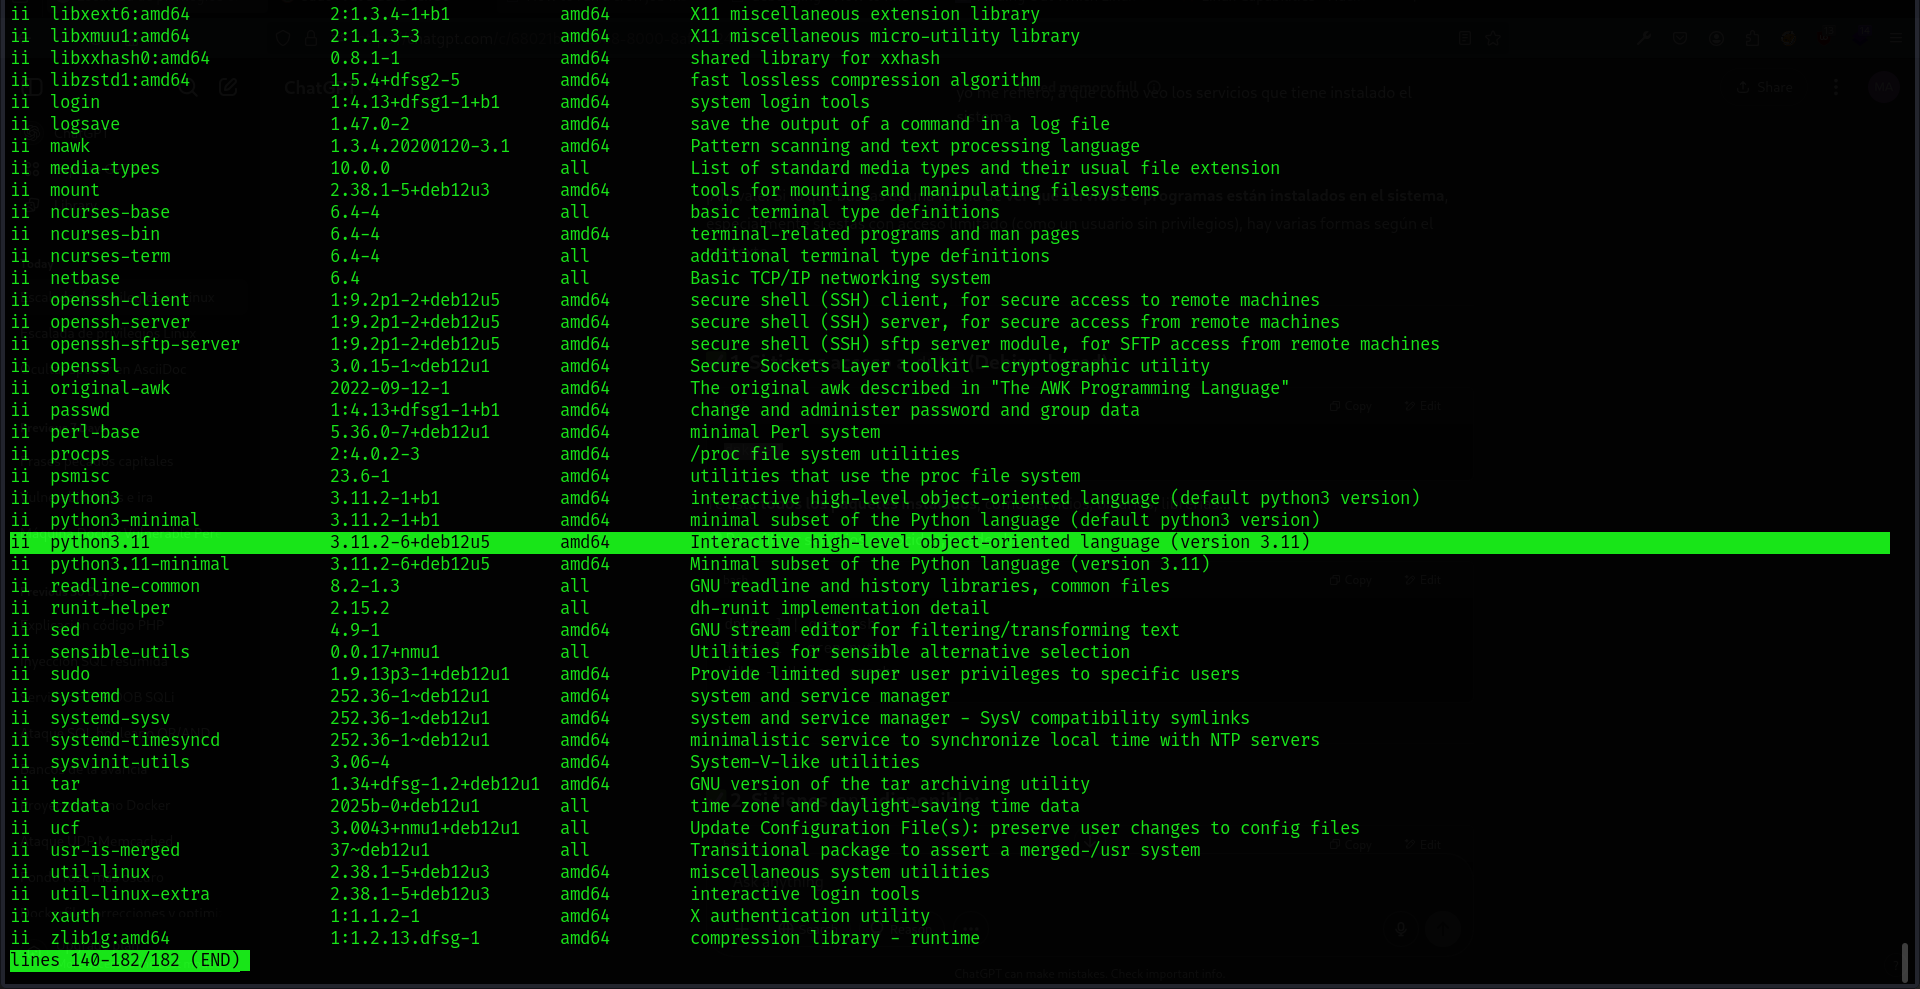 ii  libxext6:amd64              2:1.3.4-1+b1           amd64        X11 miscellaneous extension library
ii  libxmuu1:amd64              2:1.1.3-3              amd64        X11 miscellaneous micro-utility library
ii  libxxhash0:amd64            0.8.1-1                amd64        shared library for xxhash
ii  libzstd1:amd64              1.5.4+dfsg2-5          amd64        fast lossless compression algorithm
ii  login                       1:4.13+dfsg1-1+b1      amd64        system login tools
ii  logsave                     1.47.0-2               amd64        save the output of a command in a log file
ii  mawk                        1.3.4.20200120-3.1     amd64        Pattern scanning and text processing language
ii  media-types                 10.0.0                 all          List of standard media types and their usual file extension
ii  mount                       2.38.1-5+deb12u3       amd64        tools for mounting and manipulating filesystems
ii  ncurses-base                6.4-4                  all          basic terminal type definitions
ii  ncurses-bin                 6.4-4                  amd64        terminal-related programs and man pages
ii  ncurses-term                6.4-4                  all          additional terminal type definitions
ii  netbase                     6.4                    all          Basic TCP/IP networking system
ii  openssh-client              1:9.2p1-2+deb12u5      amd64        secure shell (SSH) client, for secure access to remote machines
ii  openssh-server              1:9.2p1-2+deb12u5      amd64        secure shell (SSH) server, for secure access from remote machines
ii  openssh-sftp-server         1:9.2p1-2+deb12u5      amd64        secure shell (SSH) sftp server module, for SFTP access from remote machines
ii  openssl                     3.0.15-1~deb12u1       amd64        Secure Sockets Layer toolkit - cryptographic utility
ii  original-awk                2022-09-12-1           amd64        The original awk described in "The AWK Programming Language"
ii  passwd                      1:4.13+dfsg1-1+b1      amd64        change and administer password and group data
ii  perl-base                   5.36.0-7+deb12u1       amd64        minimal Perl system
ii  procps                      2:4.0.2-3              amd64        /proc file system utilities
ii  psmisc                      23.6-1                 amd64        utilities that use the proc file system
ii  python3                     3.11.2-1+b1            amd64        interactive high-level object-oriented language (default python3 version)
ii  python3-minimal             3.11.2-1+b1            amd64        minimal subset of the Python language (default python3 version)
ii  python3.11                  3.11.2-6+deb12u5       amd64        Interactive high-level object-oriented language (version 3.11)
ii  python3.11-minimal          3.11.2-6+deb12u5       amd64        Minimal subset of the Python language (version 3.11)
ii  readline-common             8.2-1.3                all          GNU readline and history libraries, common files
ii  runit-helper                2.15.2                 all          dh-runit implementation detail
ii  sed                         4.9-1                  amd64        GNU stream editor for filtering/transforming text
ii  sensible-utils              0.0.17+nmu1            all          Utilities for sensible alternative selection
ii  sudo                        1.9.13p3-1+deb12u1     amd64        Provide limited super user privileges to specific users
ii  systemd                     252.36-1~deb12u1       amd64        system and service manager
ii  systemd-sysv                252.36-1~deb12u1       amd64        system and service manager - SysV compatibility symlinks
ii  systemd-timesyncd           252.36-1~deb12u1       amd64        minimalistic service to synchronize local time with NTP servers
ii  sysvinit-utils              3.06-4                 amd64        System-V-like utilities
ii  tar                         1.34+dfsg-1.2+deb12u1  amd64        GNU version of the tar archiving utility
ii  tzdata                      2025b-0+deb12u1        all          time zone and daylight-saving time data
ii  ucf                         3.0043+nmu1+deb12u1    all          Update Configuration File(s): preserve user changes to config files
ii  usr-is-merged               37~deb12u1             all          Transitional package to assert a merged-/usr system
ii  util-linux                  2.38.1-5+deb12u3       amd64        miscellaneous system utilities
ii  util-linux-extra            2.38.1-5+deb12u3       amd64        interactive login tools
ii  xauth                       1:1.1.2-1              amd64        X authentication utility
ii  zlib1g:amd64                1:1.2.13.dfsg-1        amd64        compression library - runtime
lines 140-182/182 (END)